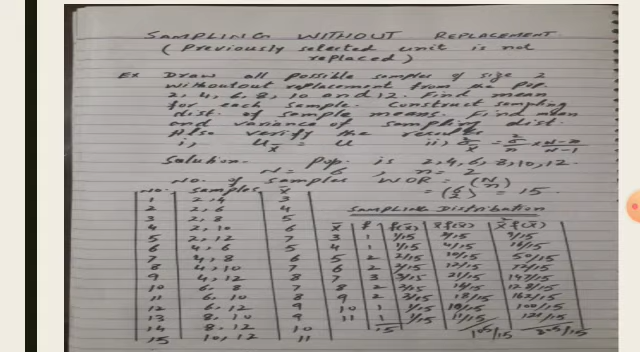 SAMPLING WITHOUT REPLACEMENT
(Previously selected unit is not
replaced)
Ex Draw all possible samples of size 2
withoutout replacement from the Pop.
2, 4, 6, 8, 10 and 12. Find mean
for each sample. Construct sampling
dist. of sample means. Find mean
and variance of sampling dist.
Also verify the results
i, μx̄ = μ ii, σ²x̄ = σ²/n × N-n/N-1
Solution. Pop. is 2,4,6,8,10,12.
N = 6, n = 2
No. of samples WOR = (N n)
= (6 2) = 15.
No. Samples x̄
1 2,4 3
2 2,6 4
3 2,8 5
4 2,10 6
5 2,12 7
6 4,6 5
7 4,8 6
8 4,10 7
9 4,12 8
10 6,8 7
11 6,10 8
12 6,12 9
13 8,10 9
14 8,12 10
15 10,12 11
Sampling Distribution
x̄ f f(x̄) x̄f(x̄) x̄²f(x̄)
3 1 1/15 3/15 9/15
4 1 1/15 4/15 16/15
5 2 2/15 10/15 50/15
6 2 2/15 12/15 72/15
7 3 3/15 21/15 147/15
8 2 2/15 16/15 128/15
9 2 2/15 18/15 162/15
10 1 1/15 10/15 100/15
11 1 1/15 11/15 121/15
15 105/15 805/15